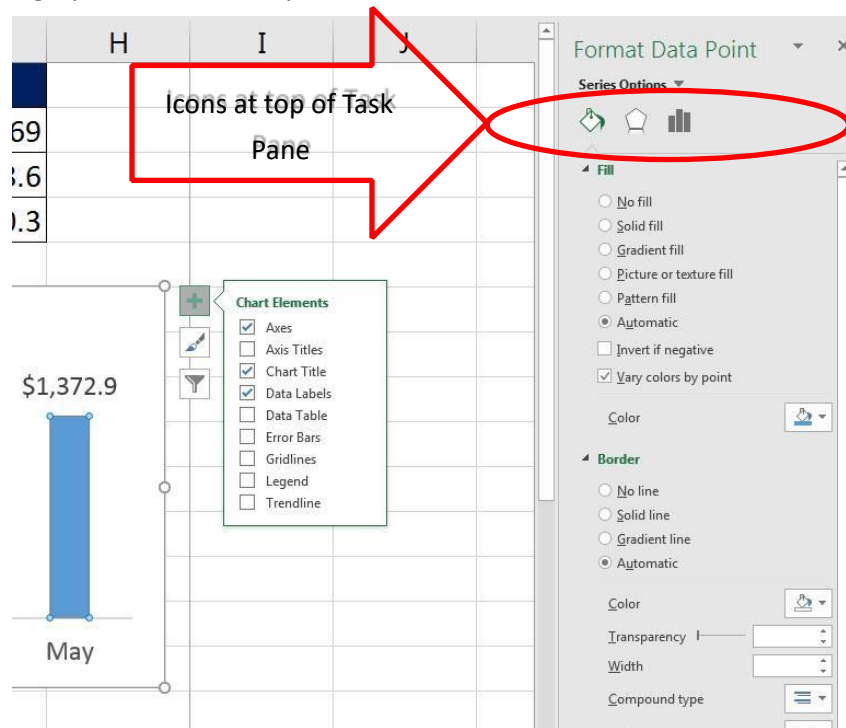 H I J
Icons at top of Task
Pane
69
3.6
0.3
$1,372.9
May
Chart Elements
Axes
Axis Titles
Chart Title
Data Labels
Data Table
Error Bars
Gridlines
Legend
Trendline
Format Data Point
Series Options
Fill
No fill
Solid fill
Gradient fill
Picture or texture fill
Pattern fill
Automatic
Invert if negative
Vary colors by point
Color
Border
No line
Solid line
Gradient line
Automatic
Color
Transparency
Width
Compound type